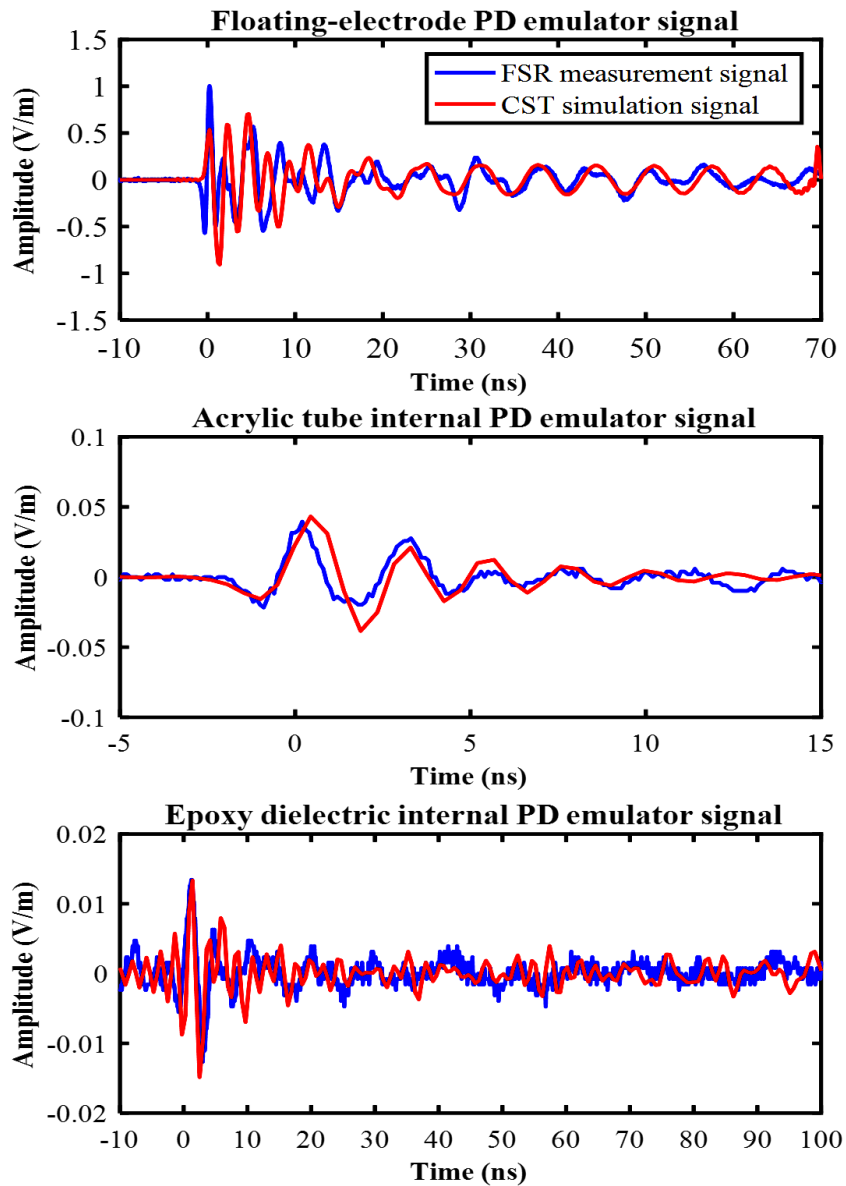 Floating-electrode PD emulator signal
1.5
1
0.5
0
-0.5
-1
-1.5
Amplitude (V/m)
FSR measurement signal
CST simulation signal
-10 0 10 20 30 40 50 60 70
Time (ns)
Acrylic tube internal PD emulator signal
0.1
0.05
0
-0.05
-0.1
Amplitude (V/m)
-5 0 5 10 15
Time (ns)
Epoxy dielectric internal PD emulator signal
0.02
0.01
0
-0.01
-0.02
Amplitude (V/m)
-10 0 10 20 30 40 50 60 70 80 90 100
Time (ns)